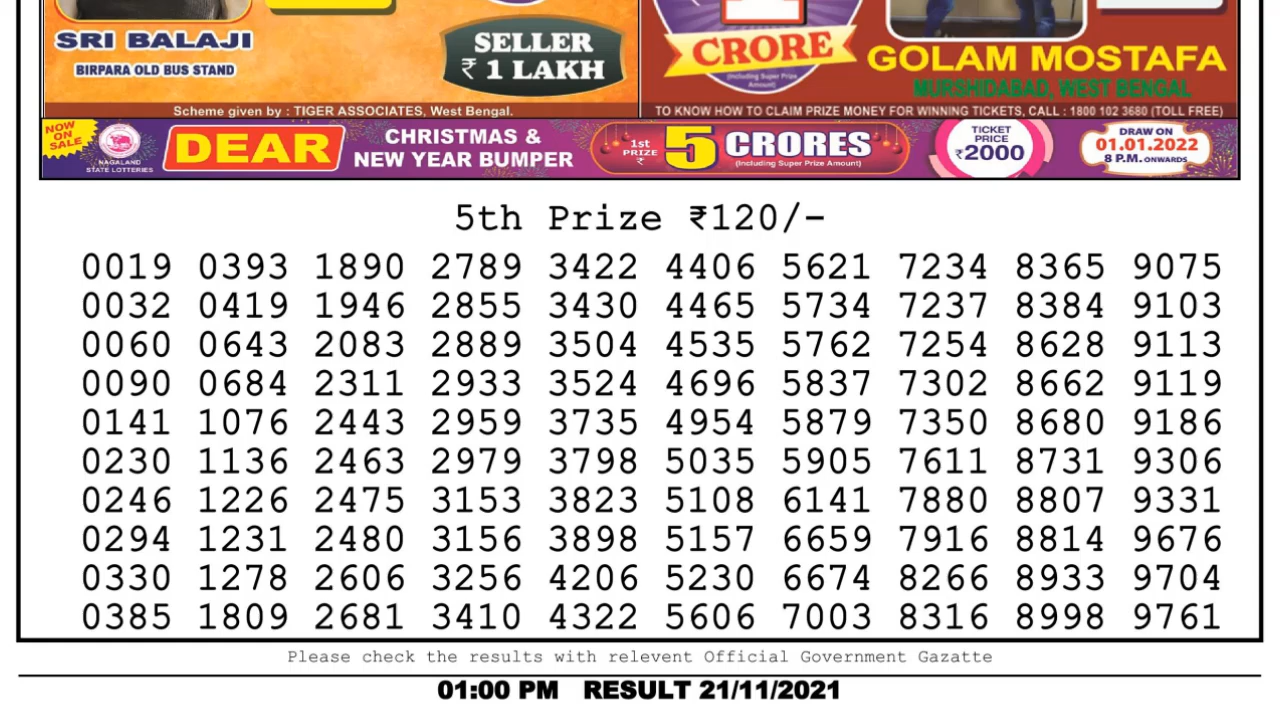 SRI BALAJI
BIRPARA OLD BUS STAND
SELLER
₹ 1 LAKH
Scheme given by : TIGER ASSOCIATES, West Bengal.
1
CRORE
(Including Super Prize
Amount)
GOLAM MOSTAFA
MURSHIDABAD, WEST BENGAL
TO KNOW HOW TO CLAIM PRIZE MONEY FOR WINNING TICKETS, CALL : 1800 102 3680 (TOLL FREE)
NOW
ON
SALE
NAGALAND
STATE LOTTERIES
DEAR
CHRISTMAS &
NEW YEAR BUMPER
1st
PRIZE
₹
5 CRORES
(Including Super Prize Amount)
TICKET
PRICE
₹2000
DRAW ON
01.01.2022
8 P.M. ONWARDS
5th Prize ₹120/-
0019 0393 1890 2789 3422 4406 5621 7234 8365 9075
0032 0419 1946 2855 3430 4465 5734 7237 8384 9103
0060 0643 2083 2889 3504 4535 5762 7254 8628 9113
0090 0684 2311 2933 3524 4696 5837 7302 8662 9119
0141 1076 2443 2959 3735 4954 5879 7350 8680 9186
0230 1136 2463 2979 3798 5035 5905 7611 8731 9306
0246 1226 2475 3153 3823 5108 6141 7880 8807 9331
0294 1231 2480 3156 3898 5157 6659 7916 8814 9676
0330 1278 2606 3256 4206 5230 6674 8266 8933 9704
0385 1809 2681 3410 4322 5606 7003 8316 8998 9761
Please check the results with relevent Official Government Gazatte
01:00 PM RESULT 21/11/2021